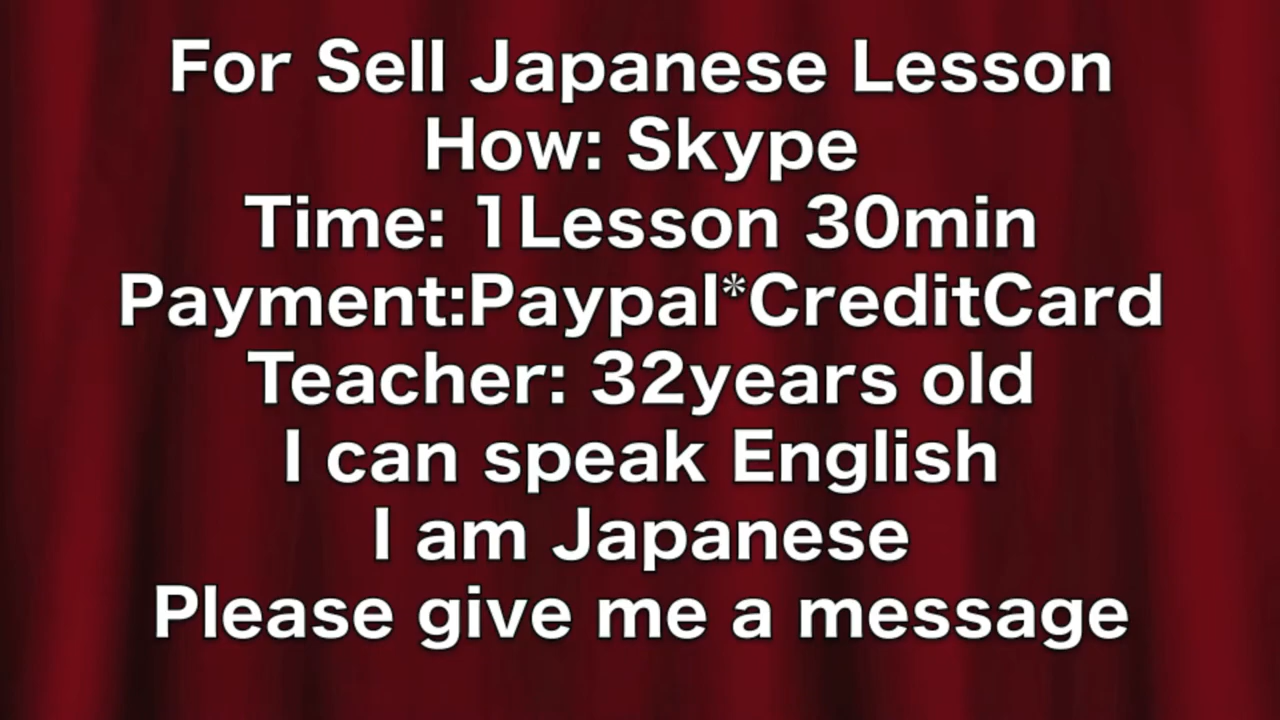 For Sell Japanese Lesson
How: Skype
Time: 1Lesson 30min
Payment:Paypal*CreditCard
Teacher: 32years old
I can speak English
I am Japanese
Please give me a message